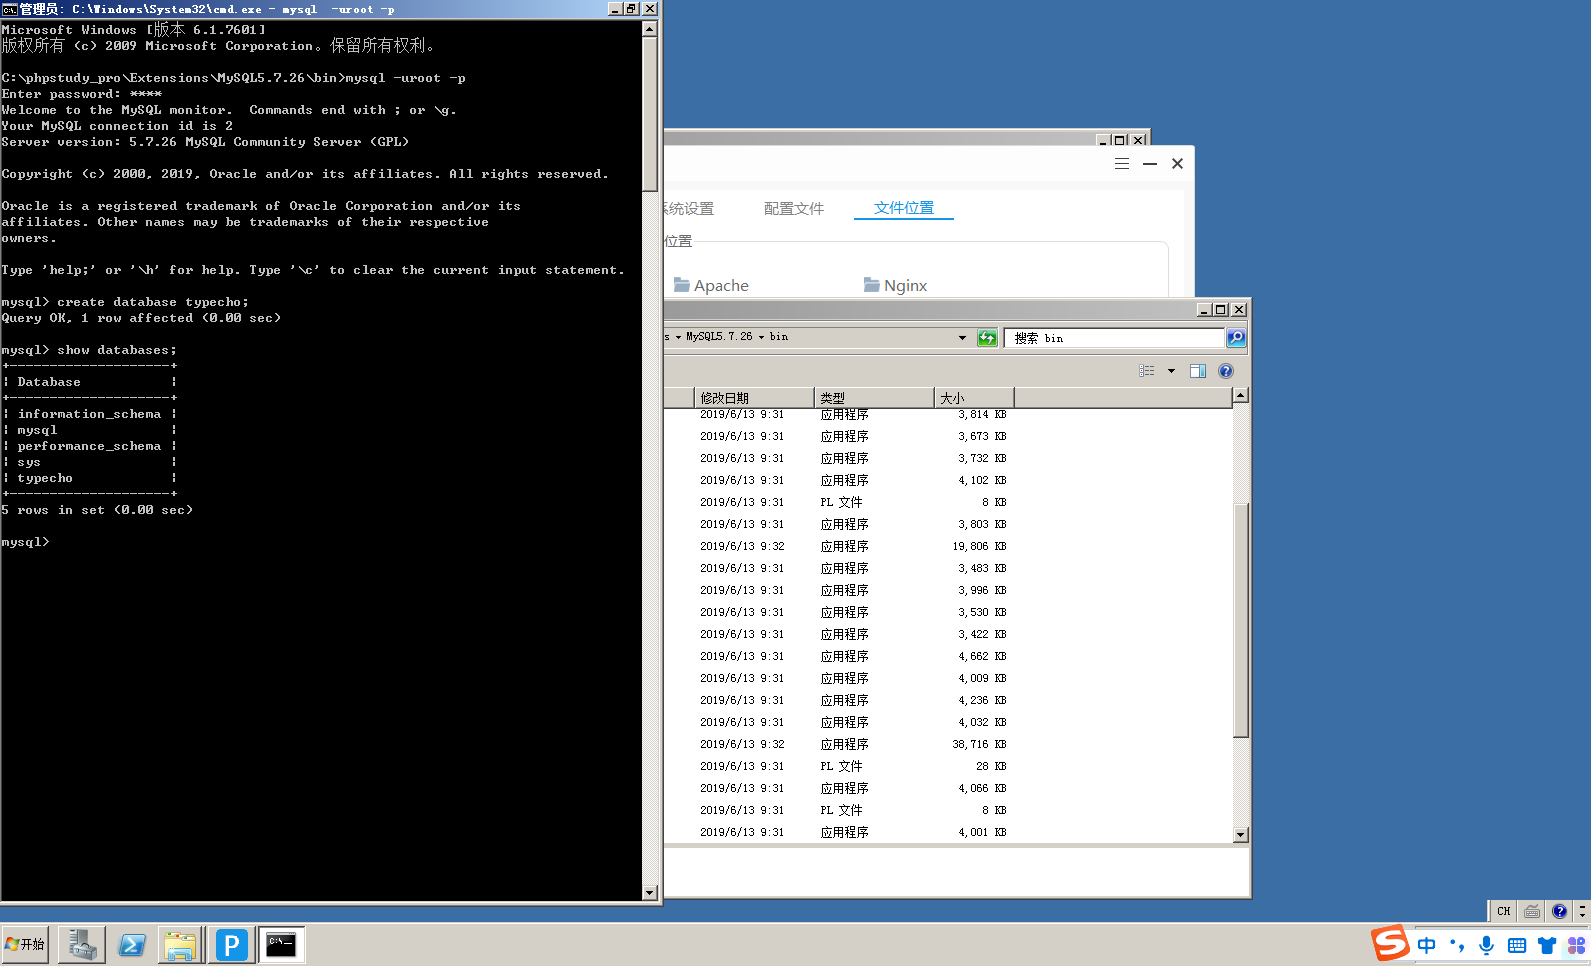 管理员: C:\Windows\System32\cmd.exe - mysql  -uroot -p
Microsoft Windows [版本 6.1.7601]
版权所有 (c) 2009 Microsoft Corporation。保留所有权利。
C:\phpstudy_pro\Extensions\MySQL5.7.26\bin>mysql -uroot -p
Enter password: ****
Welcome to the MySQL monitor.  Commands end with ; or \g.
Your MySQL connection id is 2
Server version: 5.7.26 MySQL Community Server (GPL)
Copyright (c) 2000, 2019, Oracle and/or its affiliates. All rights reserved.
Oracle is a registered trademark of Oracle Corporation and/or its
affiliates. Other names may be trademarks of their respective
owners.
Type 'help;' or '\h' for help. Type '\c' to clear the current input statement.
mysql> create database typecho;
Query OK, 1 row affected (0.00 sec)
mysql> show databases;
+--------------------+
| Database           |
+--------------------+
| information_schema |
| mysql              |
| performance_schema |
| sys                |
| typecho            |
+--------------------+
5 rows in set (0.00 sec)
mysql>
系统设置 配置文件 文件位置
位置
Apache Nginx
s ▾ MySQL5.7.26 ▾ bin 搜索 bin
修改日期 类型 大小
2019/6/13 9:31 应用程序 3,814 KB
2019/6/13 9:31 应用程序 3,673 KB
2019/6/13 9:31 应用程序 3,732 KB
2019/6/13 9:31 应用程序 4,102 KB
2019/6/13 9:31 PL 文件 8 KB
2019/6/13 9:31 应用程序 3,803 KB
2019/6/13 9:32 应用程序 19,806 KB
2019/6/13 9:31 应用程序 3,483 KB
2019/6/13 9:31 应用程序 3,996 KB
2019/6/13 9:31 应用程序 3,530 KB
2019/6/13 9:31 应用程序 3,422 KB
2019/6/13 9:31 应用程序 4,662 KB
2019/6/13 9:31 应用程序 4,009 KB
2019/6/13 9:31 应用程序 4,236 KB
2019/6/13 9:31 应用程序 4,032 KB
2019/6/13 9:32 应用程序 38,716 KB
2019/6/13 9:31 PL 文件 28 KB
2019/6/13 9:31 应用程序 4,066 KB
2019/6/13 9:31 PL 文件 8 KB
2019/6/13 9:31 应用程序 4,001 KB
CH
开始 P C:\ S 中